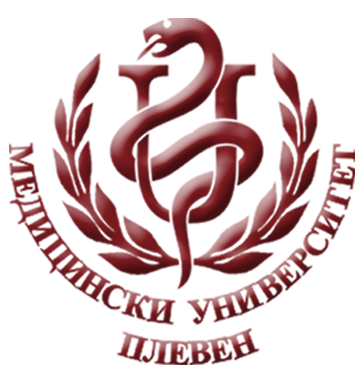 МЕДИЦИНСКИ УНИВЕРСИТЕТ
ПЛЕВЕН